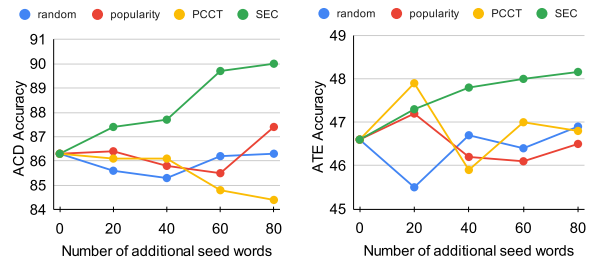 random popularity PCCT SEC
ACD Accuracy
91
90
89
88
87
86
85
84
0 20 40 60 80
Number of additional seed words
random popularity PCCT SEC
ATE Accuracy
49
48
47
46
45
0 20 40 60 80
Number of additional seed words